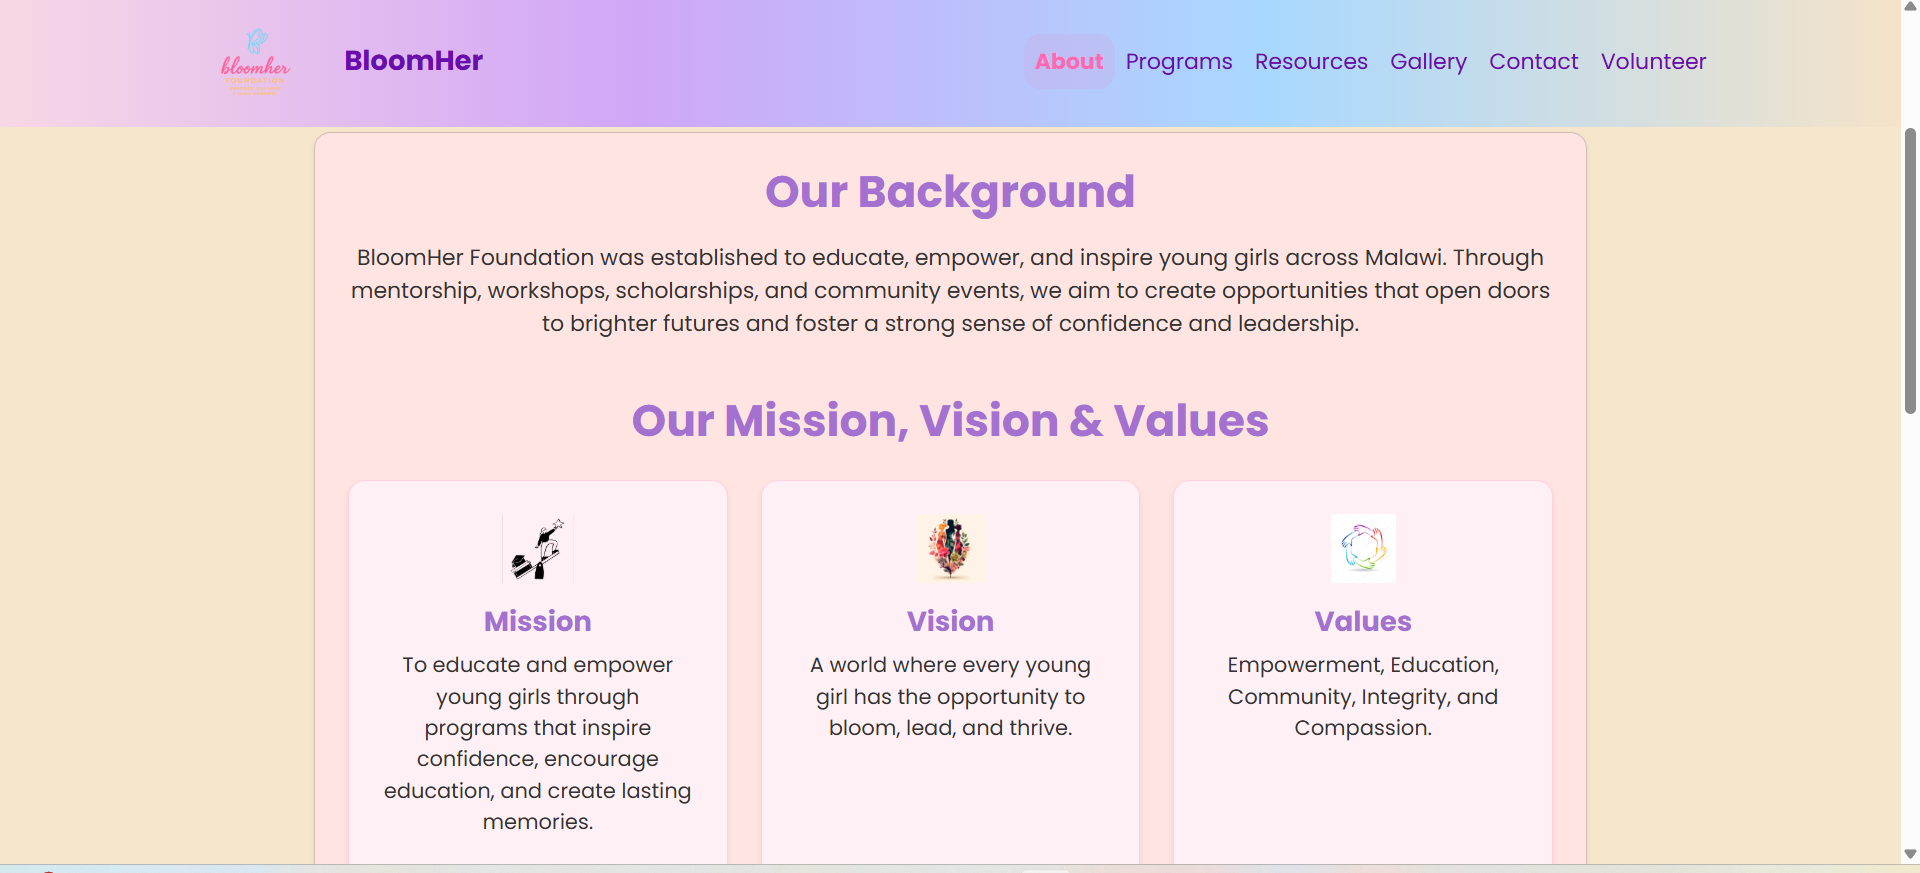 bloomher
FOUNDATION
BloomHer
About Programs Resources Gallery Contact Volunteer
Our Background
BloomHer Foundation was established to educate, empower, and inspire young girls across Malawi. Through
mentorship, workshops, scholarships, and community events, we aim to create opportunities that open doors
to brighter futures and foster a strong sense of confidence and leadership.
Our Mission, Vision & Values
Mission
To educate and empower
young girls through
programs that inspire
confidence, encourage
education, and create lasting
memories.
Vision
A world where every young
girl has the opportunity to
bloom, lead, and thrive.
Values
Empowerment, Education,
Community, Integrity, and
Compassion.